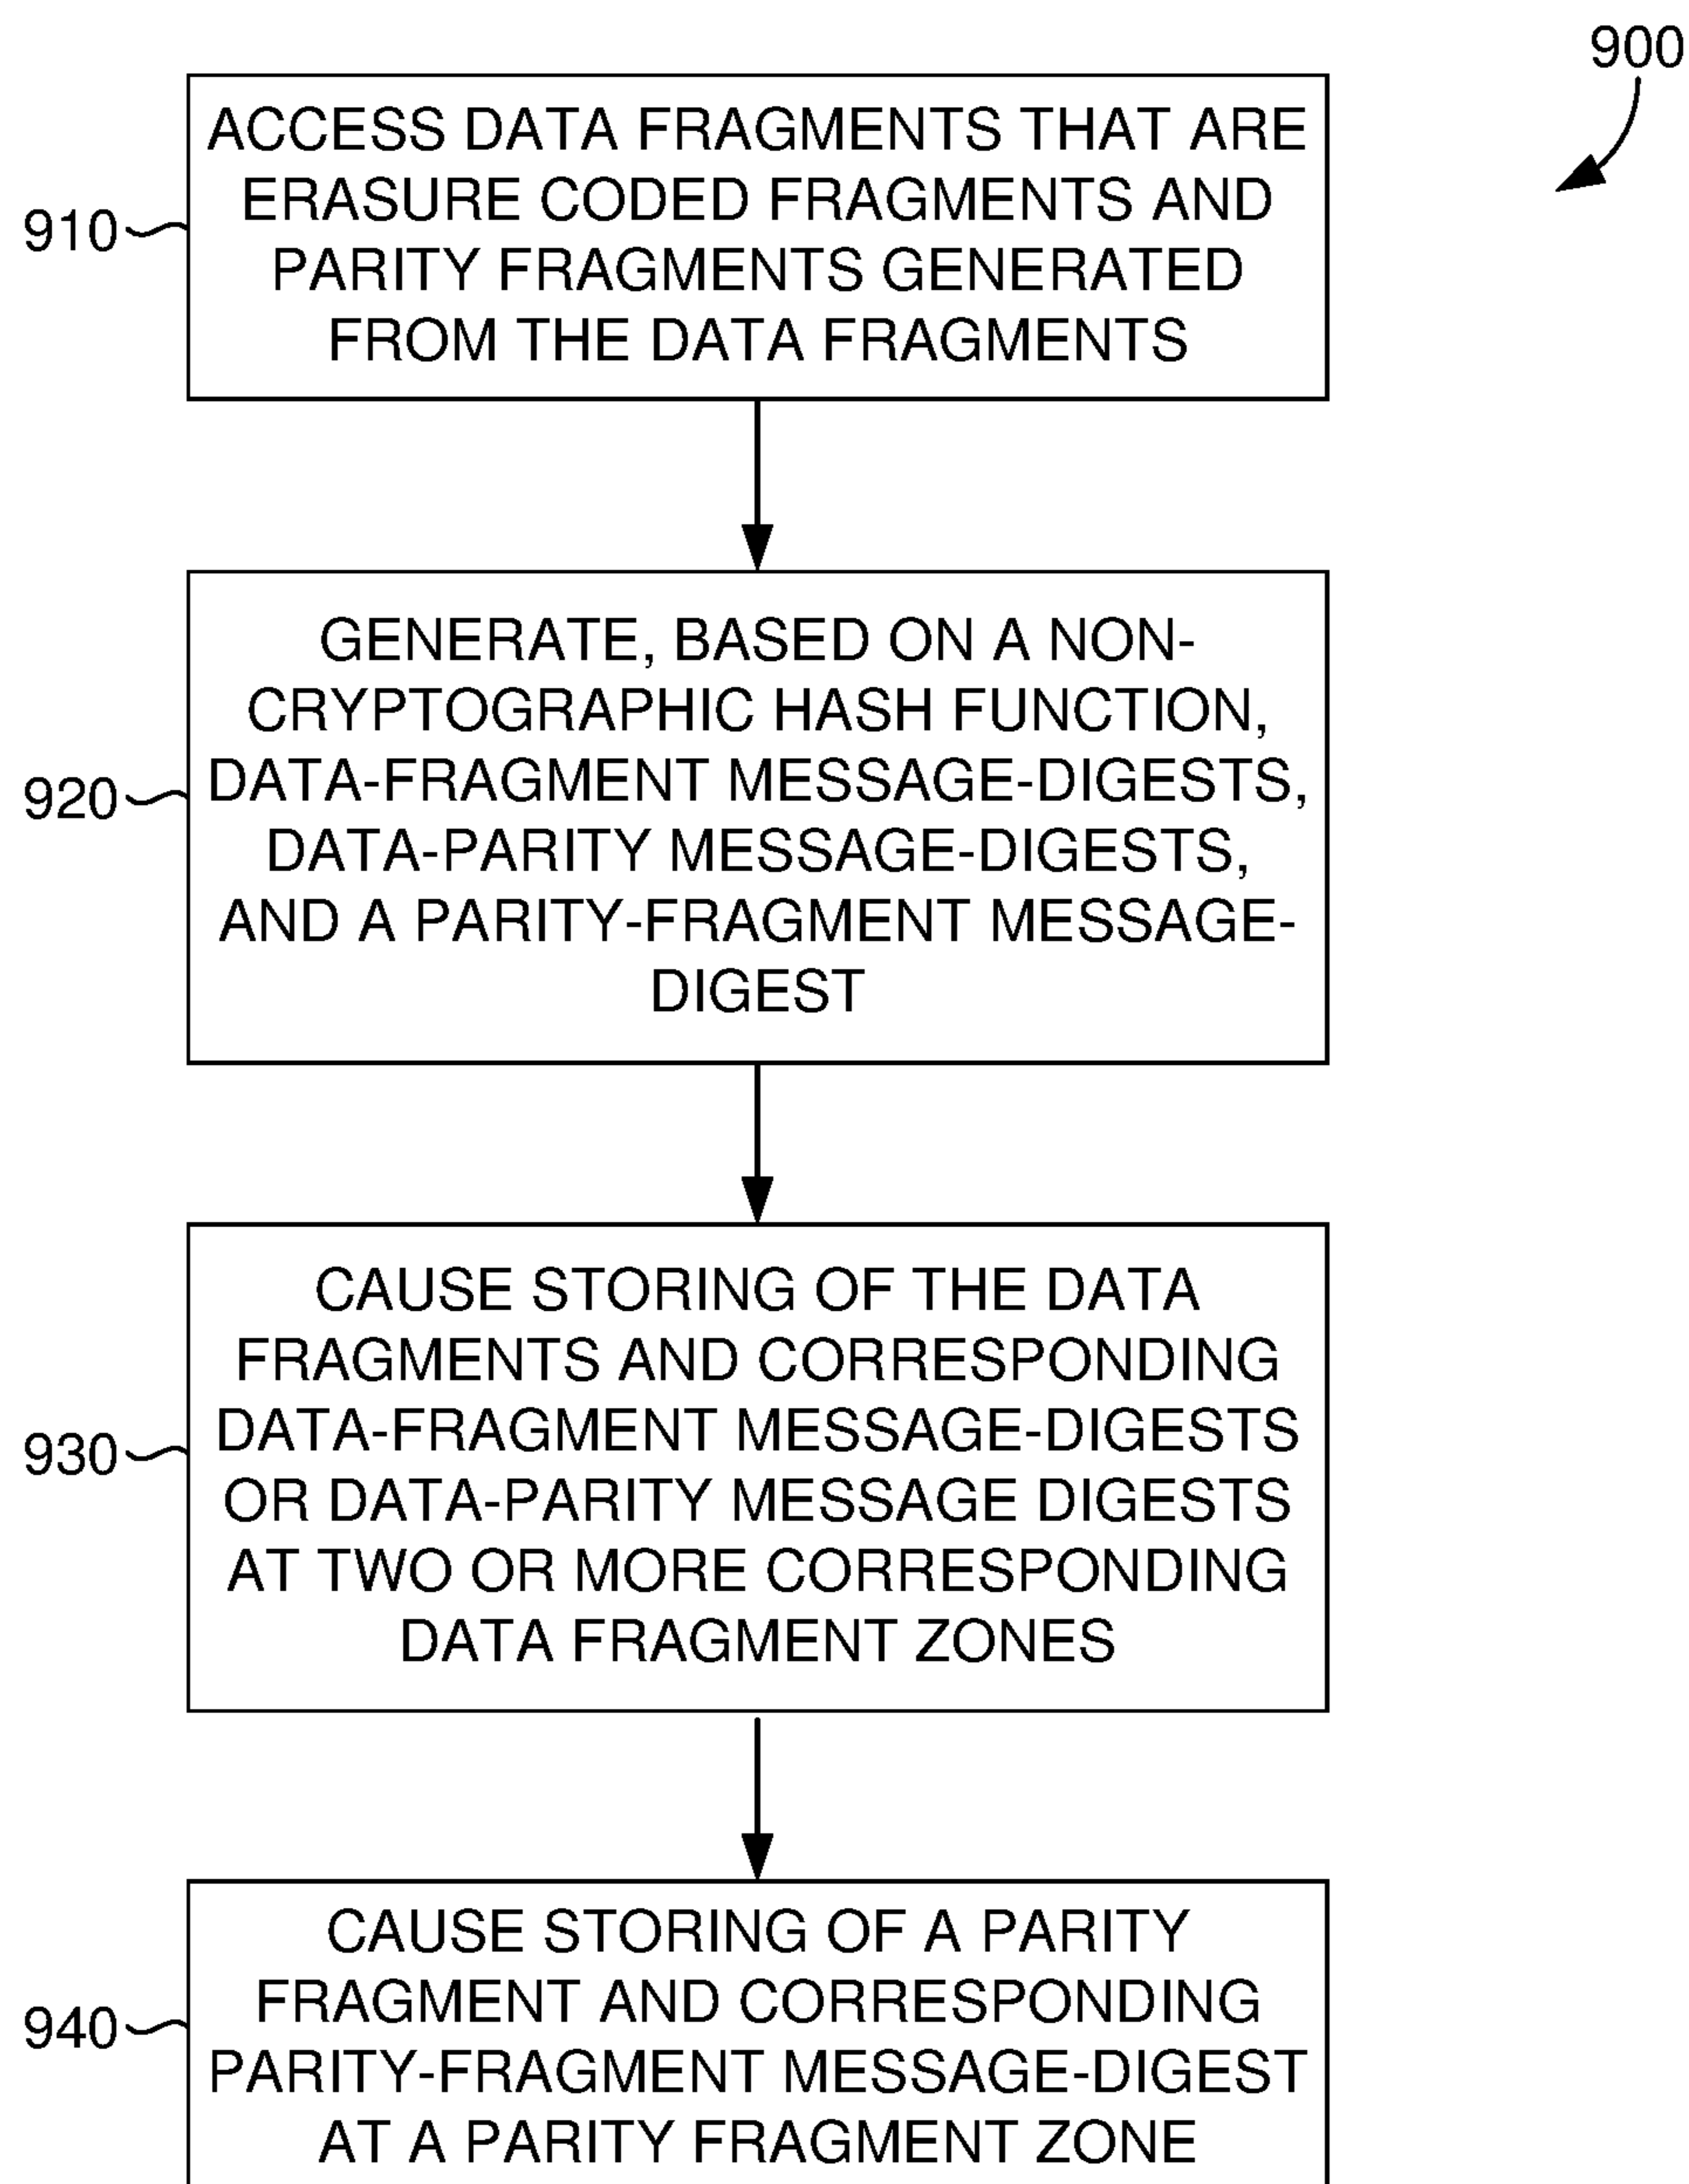 900
ACCESS DATA FRAGMENTS THAT ARE
ERASURE CODED FRAGMENTS AND
PARITY FRAGMENTS GENERATED
FROM THE DATA FRAGMENTS
910
GENERATE, BASED ON A NON-
CRYPTOGRAPHIC HASH FUNCTION,
DATA-FRAGMENT MESSAGE-DIGESTS,
DATA-PARITY MESSAGE-DIGESTS,
AND A PARITY-FRAGMENT MESSAGE-
DIGEST
920
CAUSE STORING OF THE DATA
FRAGMENTS AND CORRESPONDING
DATA-FRAGMENT MESSAGE-DIGESTS
OR DATA-PARITY MESSAGE DIGESTS
AT TWO OR MORE CORRESPONDING
DATA FRAGMENT ZONES
930
CAUSE STORING OF A PARITY
FRAGMENT AND CORRESPONDING
PARITY-FRAGMENT MESSAGE-DIGEST
AT A PARITY FRAGMENT ZONE
940